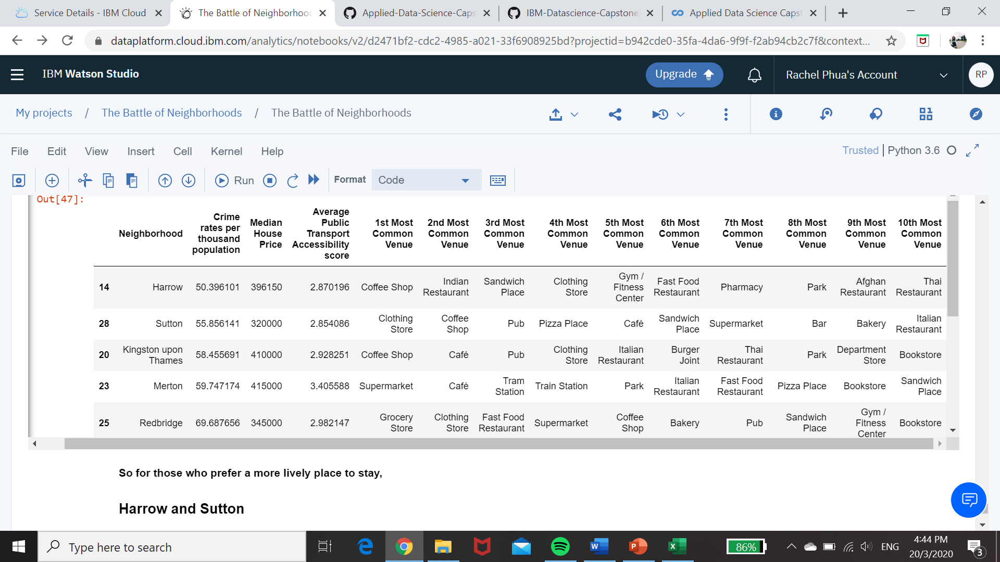 Service Details - IBM Cloud
The Battle of Neighborhood
Applied-Data-Science-Caps
IBM-Datascience-Capstone
Applied Data Science Capst
dataplatform.cloud.ibm.com/analytics/notebooks/v2/d2471bf2-cdc2-4985-a021-33f6908925bd?projectid=b942cde0-35fa-4da6-9f9f-f2ab94cb2c7f&context...
IBM Watson Studio
Upgrade
Rachel Phua's Account
RP
My projects / The Battle of Neighborhoods / The Battle of Neighborhoods
File Edit View Insert Cell Kernel Help
Trusted | Python 3.6
Run
Format
Code
Out[47]:
Neighborhood
Crime rates per thousand population
Median House Price
Average Public Transport Accessibility score
1st Most Common Venue
2nd Most Common Venue
3rd Most Common Venue
4th Most Common Venue
5th Most Common Venue
6th Most Common Venue
7th Most Common Venue
8th Most Common Venue
9th Most Common Venue
10th Most Common Venue
14 Harrow 50.396101 396150 2.870196 Coffee Shop Indian Restaurant Sandwich Place Clothing Store Gym / Fitness Center Fast Food Restaurant Pharmacy Park Afghan Restaurant Thai Restaurant
28 Sutton 55.856141 320000 2.854086 Clothing Store Coffee Shop Pub Pizza Place Café Sandwich Place Supermarket Bar Bakery Italian Restaurant
20 Kingston upon Thames 58.455691 410000 2.928251 Coffee Shop Café Pub Clothing Store Italian Restaurant Burger Joint Thai Restaurant Park Department Store Bookstore
23 Merton 59.747174 415000 3.405588 Supermarket Café Tram Station Train Station Park Italian Restaurant Fast Food Restaurant Pizza Place Bookstore Sandwich Place
25 Redbridge 69.687656 345000 2.982147 Grocery Store Clothing Store Fast Food Restaurant Supermarket Coffee Shop Bakery Pub Sandwich Place Gym / Fitness Center Bookstore
So for those who prefer a more lively place to stay,
Harrow and Sutton
Type here to search
86%
ENG
4:44 PM
20/3/2020
3